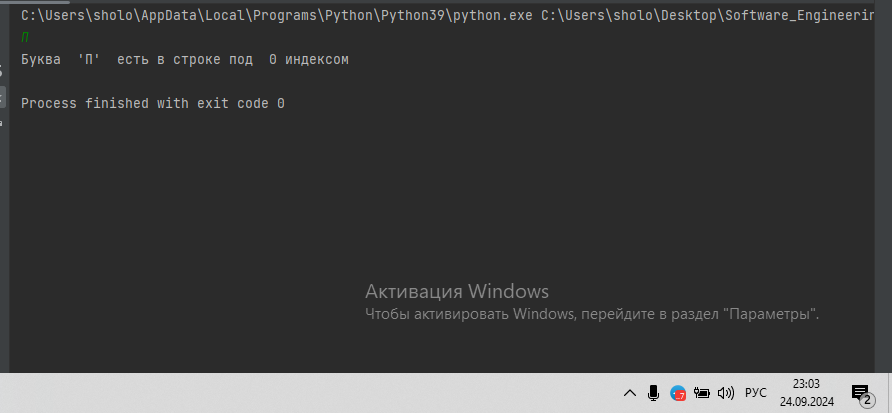 C:\Users\sholo\AppData\Local\Programs\Python\Python39\python.exe C:\Users\sholo\Desktop\Software_Engineerin
П
Буква  'П'  есть в строке под  0 индексом
Process finished with exit code 0
Активация Windows
Чтобы активировать Windows, перейдите в раздел "Параметры".
РУС
23:03
24.09.2024
2